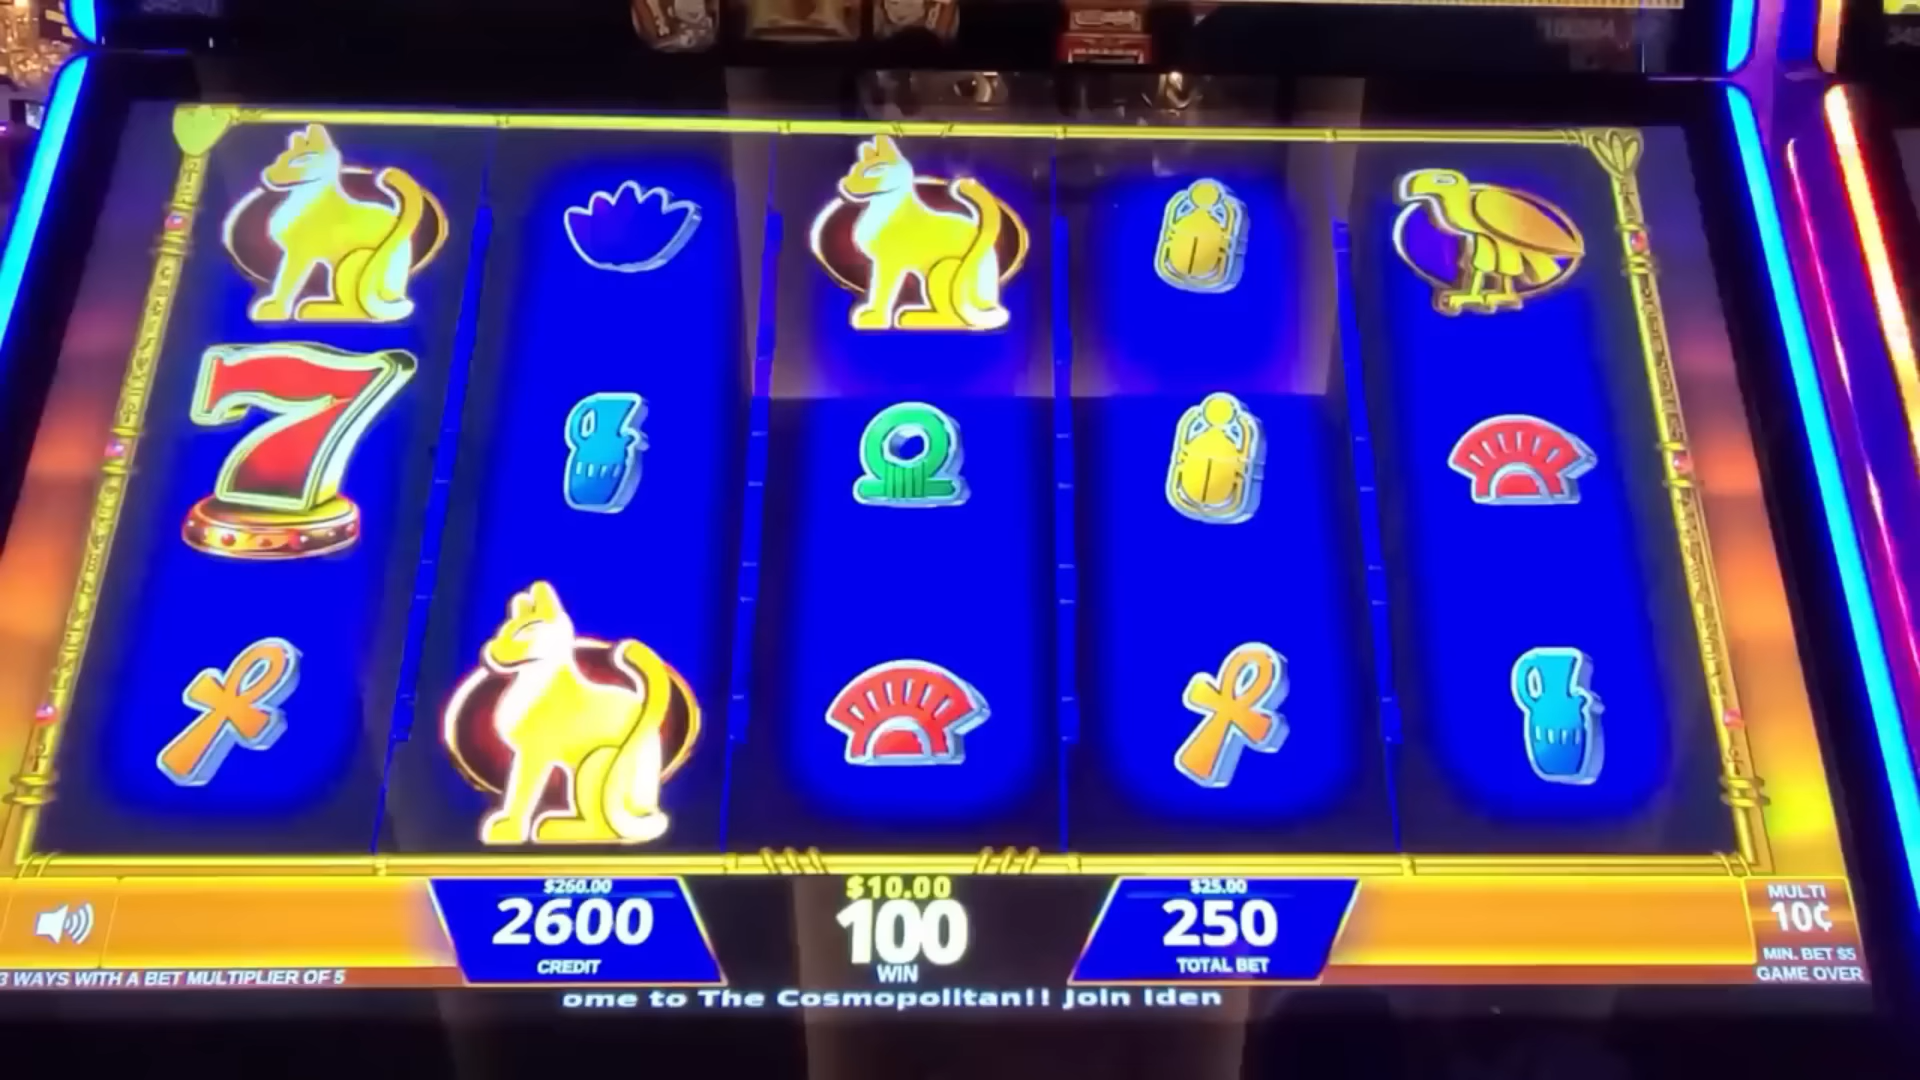 7
$260.00
2600
CREDIT
$10.00
100
WIN
$25.00
250
TOTAL BET
MULTI
10¢
MIN. BET $5
GAME OVER
3 WAYS WITH A BET MULTIPLIER OF 5
ome to The Cosmopolitan!! Join Iden